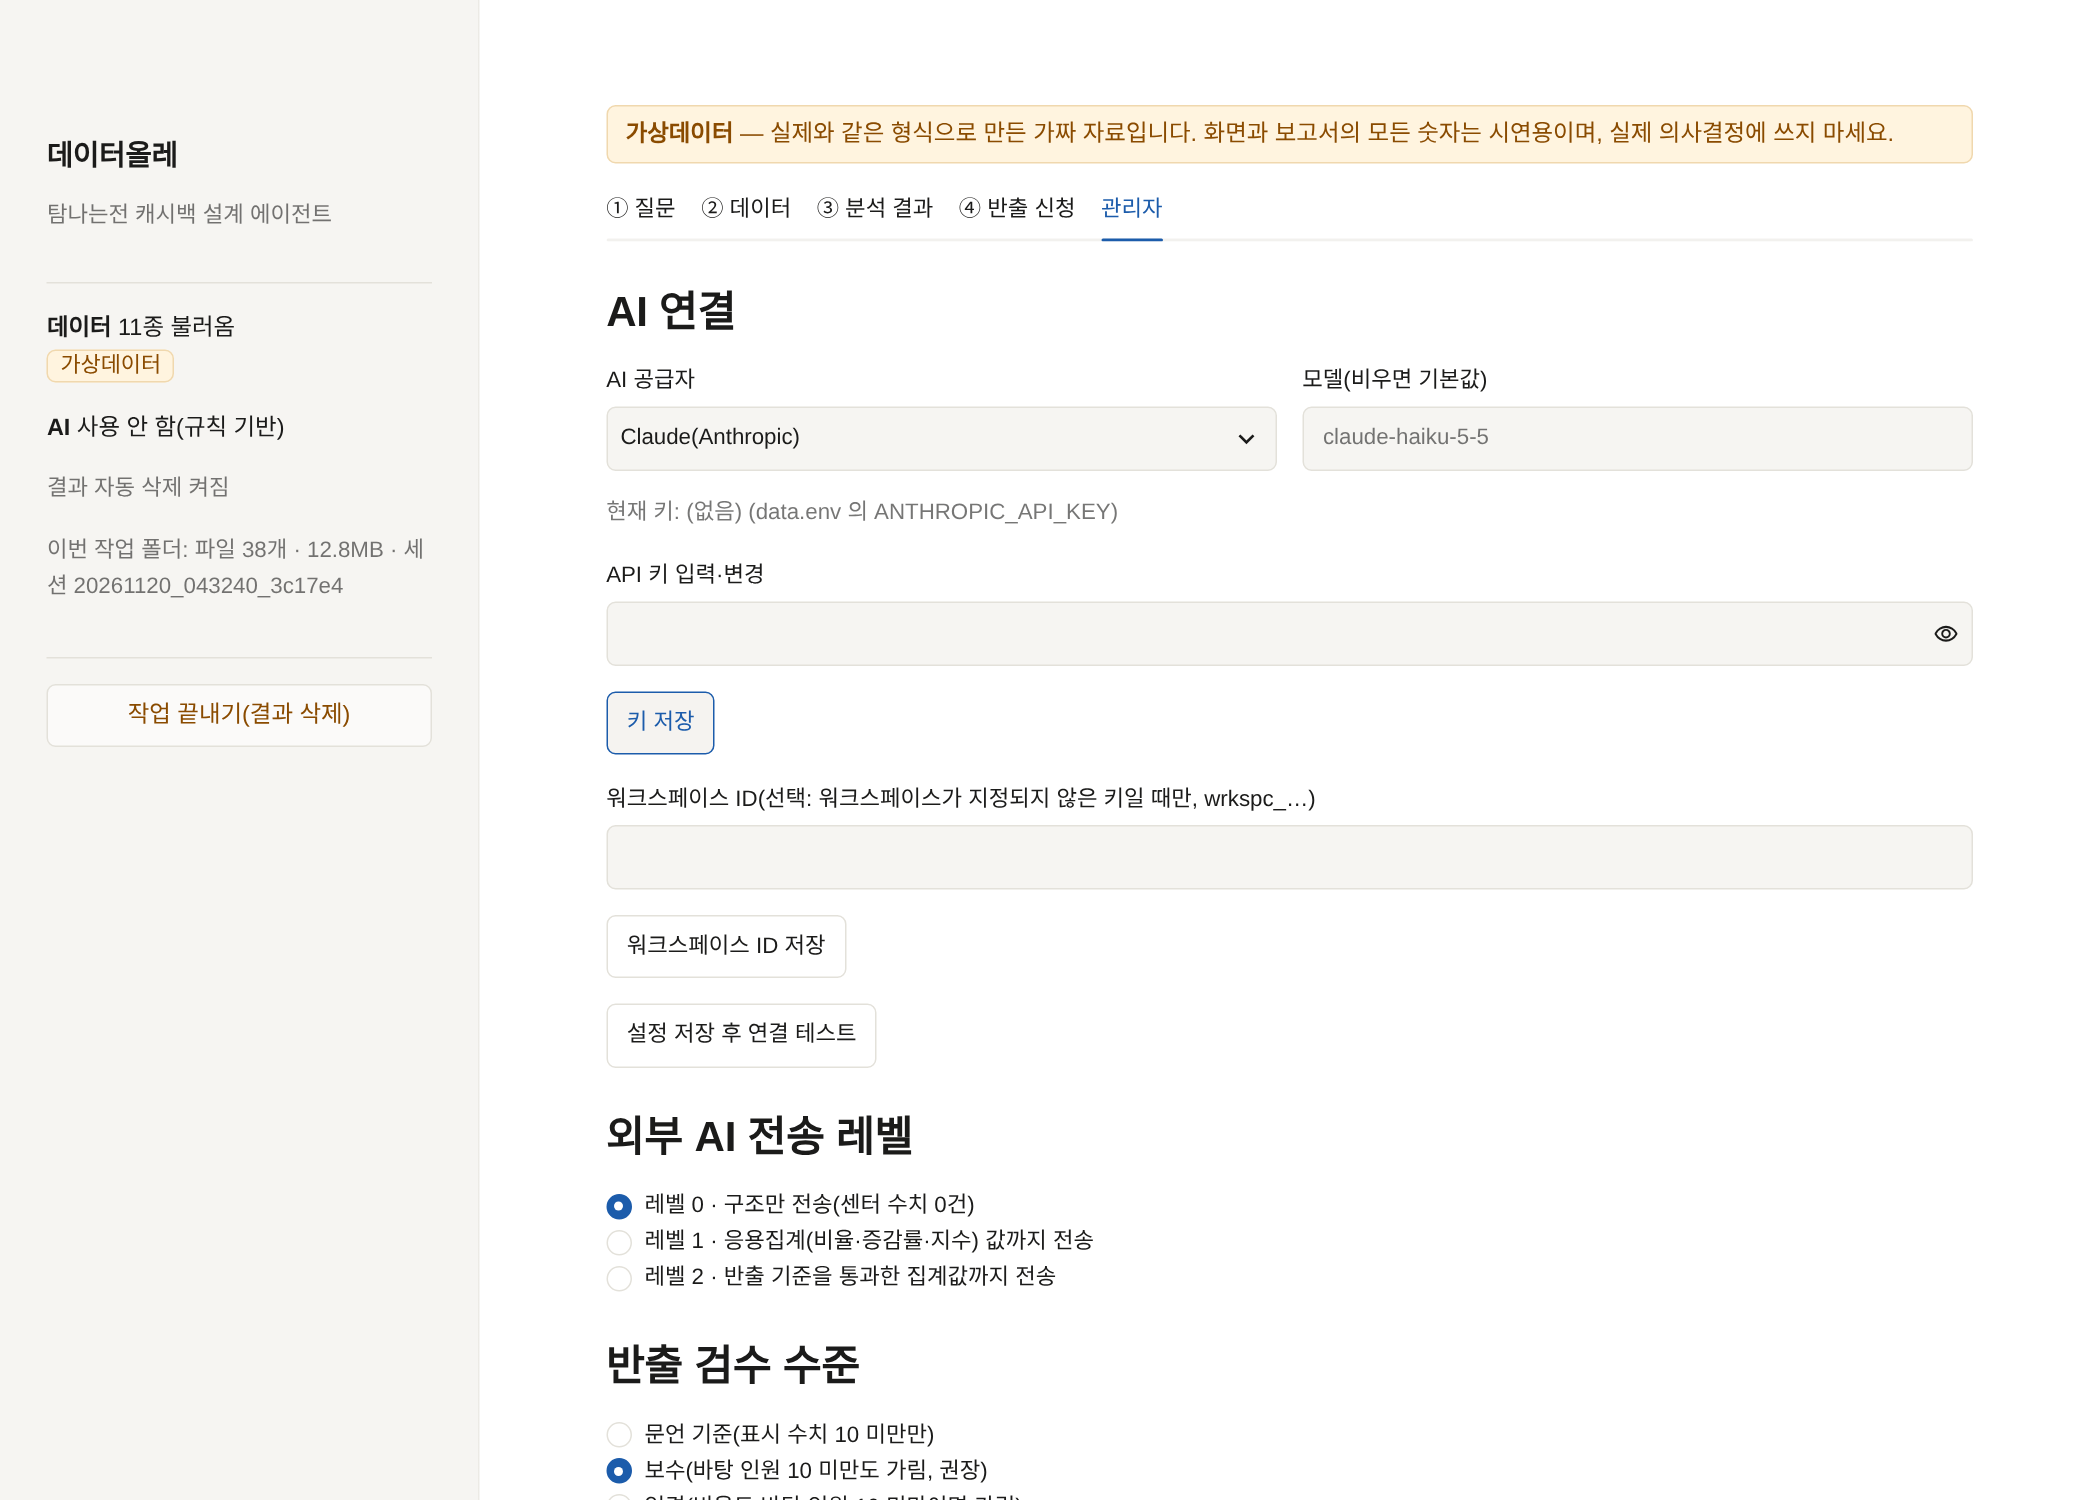 데이터올레
탐나는전 캐시백 설계 에이전트
데이터 11종 불러옴
가상데이터
AI 사용 안 함(규칙 기반)
결과 자동 삭제 켜짐
이번 작업 폴더: 파일 38개 · 12.8MB · 세
션 20261120_043240_3c17e4
작업 끝내기(결과 삭제)
가상데이터 — 실제와 같은 형식으로 만든 가짜 자료입니다. 화면과 보고서의 모든 숫자는 시연용이며, 실제 의사결정에 쓰지 마세요.
① 질문 ② 데이터 ③ 분석 결과 ④ 반출 신청 관리자
AI 연결
AI 공급자
Claude(Anthropic)
모델(비우면 기본값)
claude-haiku-5-5
현재 키: (없음) (data.env 의 ANTHROPIC_API_KEY)
API 키 입력·변경
키 저장
워크스페이스 ID(선택: 워크스페이스가 지정되지 않은 키일 때만, wrkspc_…)
워크스페이스 ID 저장
설정 저장 후 연결 테스트
외부 AI 전송 레벨
레벨 0 · 구조만 전송(센터 수치 0건)
레벨 1 · 응용집계(비율·증감률·지수) 값까지 전송
레벨 2 · 반출 기준을 통과한 집계값까지 전송
반출 검수 수준
문언 기준(표시 수치 10 미만만)
보수(바탕 인원 10 미만도 가림, 권장)